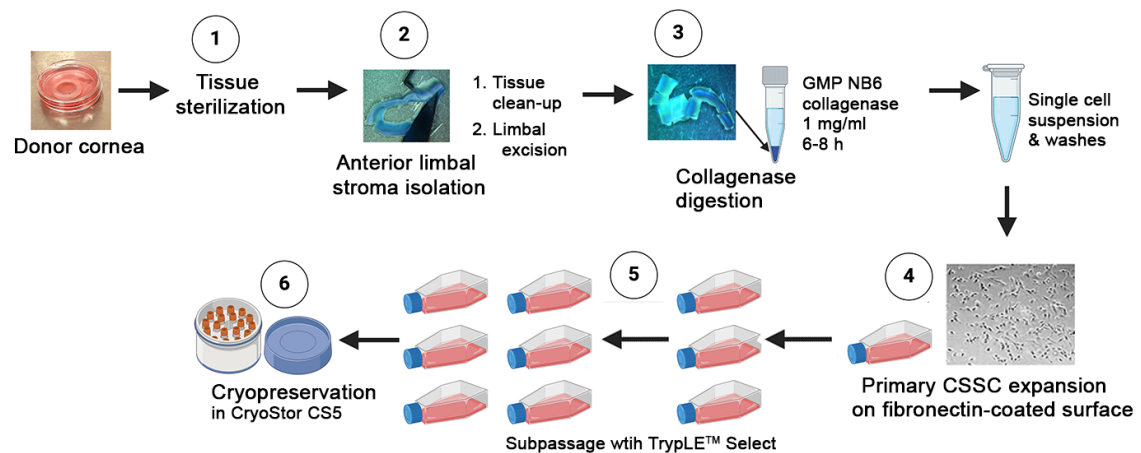 1
Tissue
sterilization
2
1. Tissue
clean-up
2. Limbal
excision
3
GMP NB6
collagenase
1 mg/ml
6-8 h
Single cell
suspension
& washes
Donor cornea
Anterior limbal
stroma isolation
Collagenase
digestion
4
Primary CSSC expansion
on fibronectin-coated surface
5
Subpassage wtih TrypLE™ Select
6
Cryopreservation
in CryoStor CS5